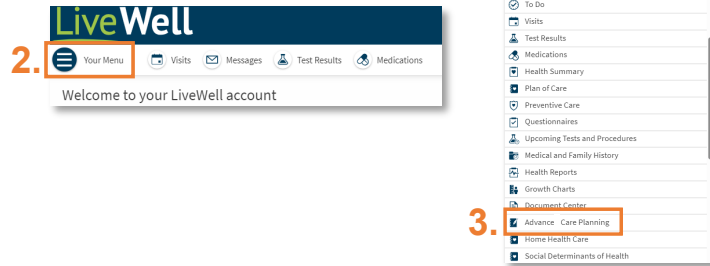 LiveWell
2.
Your Menu Visits Messages Test Results Medications
Welcome to your LiveWell account
To Do
Visits
Test Results
Medications
Health Summary
Plan of Care
Preventive Care
Questionnaires
Upcoming Tests and Procedures
Medical and Family History
Health Reports
Growth Charts
Document Center
3.
Advance Care Planning
Home Health Care
Social Determinants of Health